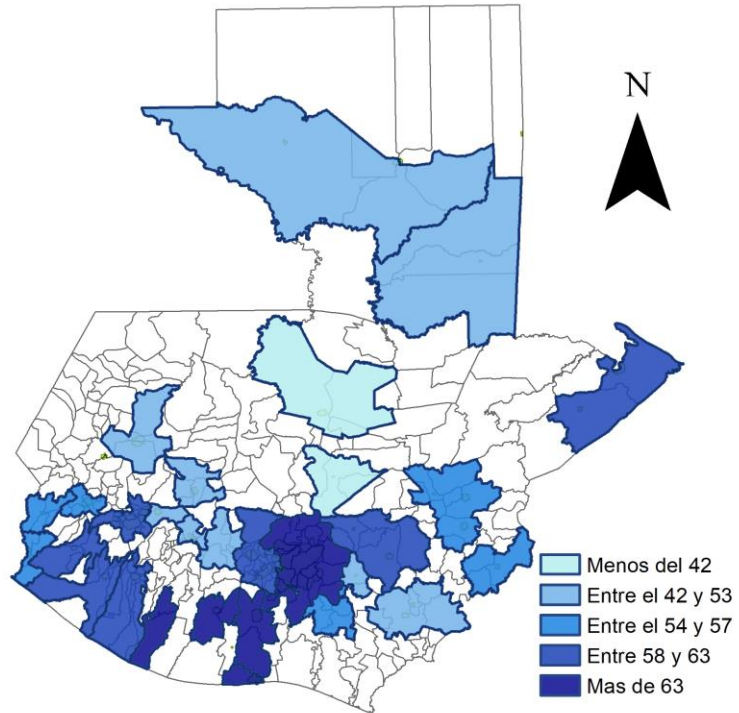 N
Menos del 42
Entre el 42 y 53
Entre el 54 y 57
Entre 58 y 63
Mas de 63